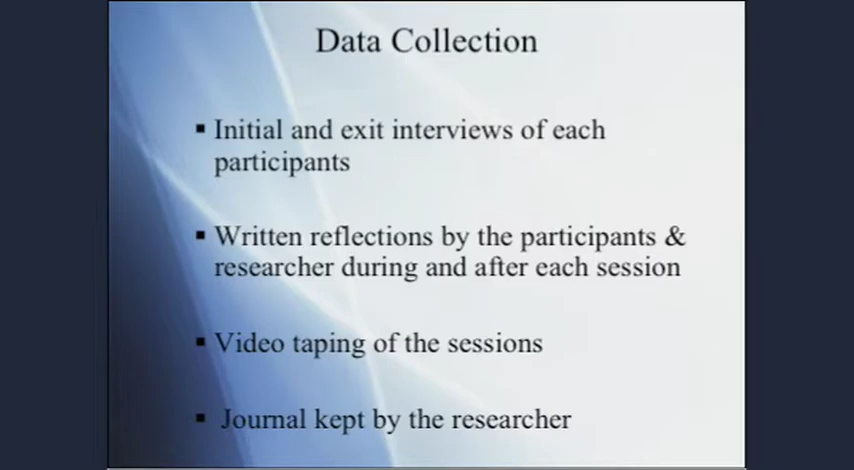 Data Collection
▪ Initial and exit interviews of each
participants
▪ Written reflections by the participants &
researcher during and after each session
▪ Video taping of the sessions
▪ Journal kept by the researcher